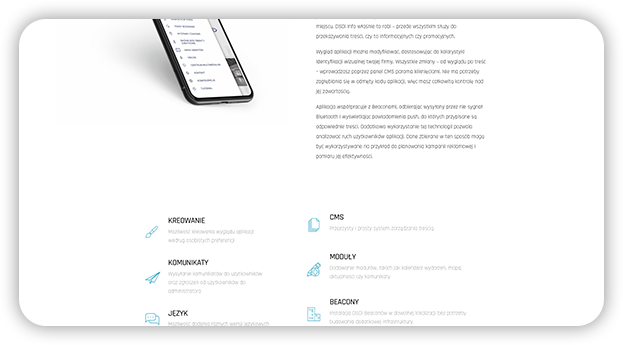 miejscu. DSDI Info właśnie to robi – przede wszystkim służy do
przekazywania treści, czy to informacyjnych czy promocyjnych.
Wygląd aplikacji można modyfikować, dostosowując do kolorystyki
identyfikacji wizualnej swojej firmy. Wszystkie zmiany – od wyglądu po treść
– wprowadzasz poprzez panel CMS paroma kliknięciami. Nie ma potrzeby
zagłębiania się w odmęty kodu aplikacji, więc masz całkowitą kontrolę nad
jej zawartością.
Aplikacja współpracuje z Beaconami, odbierając wysyłany przez nie sygnał
Bluetooth i wyświetlając powiadomienia push, do których przypisane są
odpowiednie treści. Dodatkowo wykorzystanie tej technologii pozwala
analizować ruch użytkowników aplikacji. Dane zbierane w ten sposób mogą
być wykorzystywane na przykład do planowania kampanii reklamowej i
pomiaru jej efektywności.
KREOWANIE
Możliwość kreowania wyglądu aplikacji
według osobistych preferencji
KOMUNIKATY
Wysyłanie komunikatów do użytkowników
oraz zgłoszeń od użytkowników do
administratora
JĘZYK
Możliwość dodania różnych wersji językowych
CMS
Przejrzysty i prosty system zarządzania treścią
MODUŁY
Dodawanie modułów, takich jak kalendarz wydarzeń, mapa,
aktualności czy komunikaty
BEACONY
Instalacja DSDI Beaconów w dowolnej lokalizacji bez potrzeby
budowania dodatkowej infrastruktury